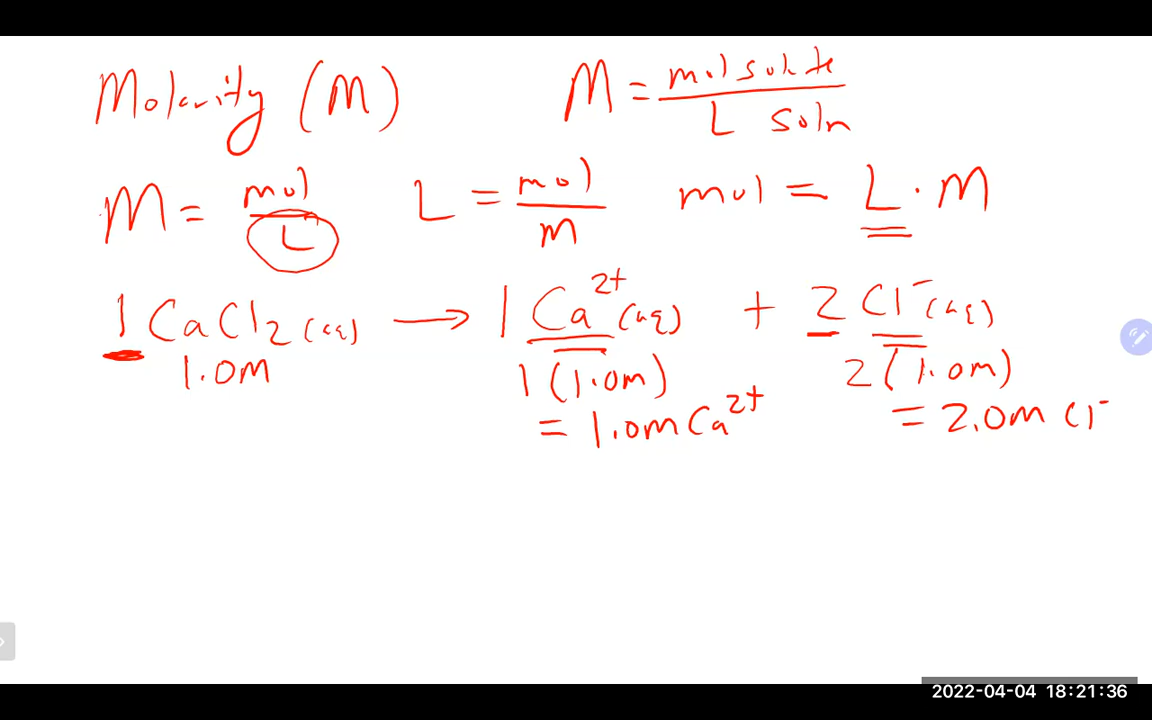 Molarity (M) M = mol solute / L soln
M = mol / L L = mol / M mol = L · M
1 CaCl2 (aq) → 1 Ca2+ (aq) + 2 Cl- (aq)
1.0M 1 (1.0M) 2 (1.0M)
= 1.0M Ca2+ = 2.0M Cl-
2022-04-04 18:21:36